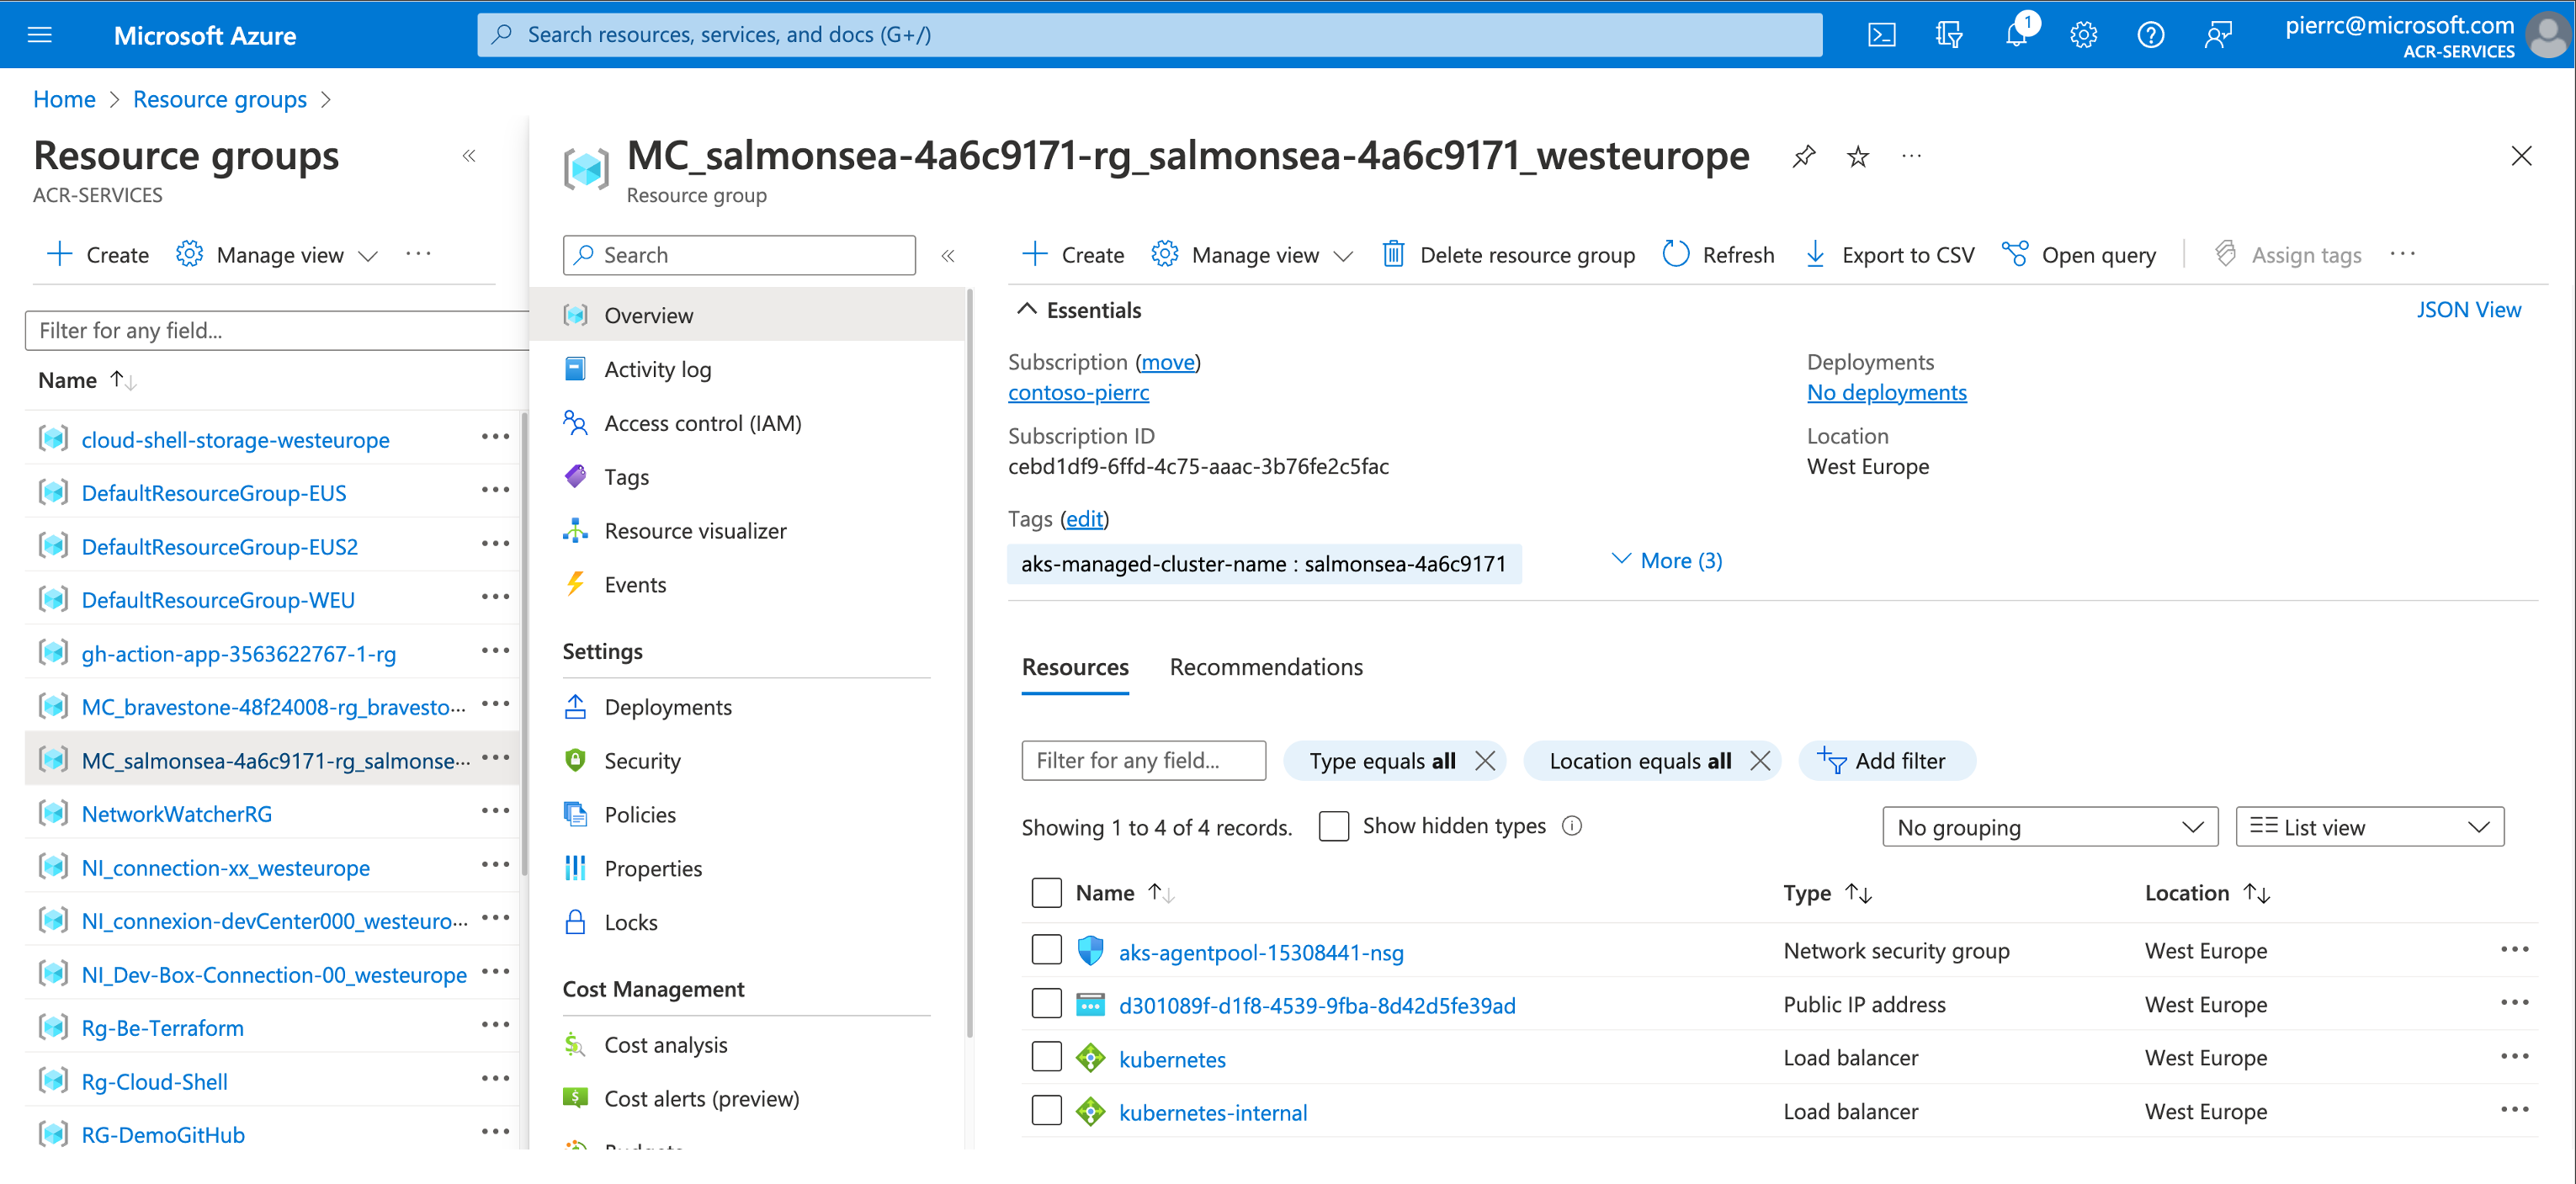 Microsoft Azure
Search resources, services, and docs (G+/)
1
pierrc@microsoft.com
ACR-SERVICES
Home > Resource groups >
Resource groups
ACR-SERVICES
Create
Manage view
Filter for any field...
Name
cloud-shell-storage-westeurope
DefaultResourceGroup-EUS
DefaultResourceGroup-EUS2
DefaultResourceGroup-WEU
gh-action-app-3563622767-1-rg
MC_bravestone-48f24008-rg_bravesto...
MC_salmonsea-4a6c9171-rg_salmonse...
NetworkWatcherRG
NI_connection-xx_westeurope
NI_connexion-devCenter000_westeuro...
NI_Dev-Box-Connection-00_westeurope
Rg-Be-Terraform
Rg-Cloud-Shell
RG-DemoGitHub
MC_salmonsea-4a6c9171-rg_salmonsea-4a6c9171_westeurope
Resource group
Search
Overview
Activity log
Access control (IAM)
Tags
Resource visualizer
Events
Settings
Deployments
Security
Policies
Properties
Locks
Cost Management
Cost analysis
Cost alerts (preview)
Create
Manage view
Delete resource group
Refresh
Export to CSV
Open query
Assign tags
Essentials
JSON View
Subscription (move)
contoso-pierrc
Subscription ID
cebd1df9-6ffd-4c75-aaac-3b76fe2c5fac
Deployments
No deployments
Location
West Europe
Tags (edit)
aks-managed-cluster-name : salmonsea-4a6c9171
More (3)
Resources
Recommendations
Filter for any field...
Type equals all
Location equals all
Add filter
Showing 1 to 4 of 4 records.
Show hidden types
No grouping
List view
Name
Type
Location
aks-agentpool-15308441-nsg
Network security group
West Europe
d301089f-d1f8-4539-9fba-8d42d5fe39ad
Public IP address
West Europe
kubernetes
Load balancer
West Europe
kubernetes-internal
Load balancer
West Europe